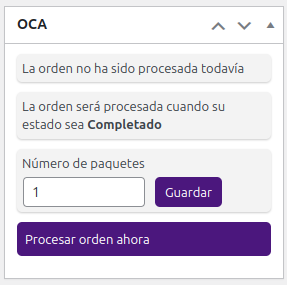 OCA
La orden no ha sido procesada todavía
La orden será procesada cuando su
estado sea Completado
Número de paquetes
1
Guardar
Procesar orden ahora